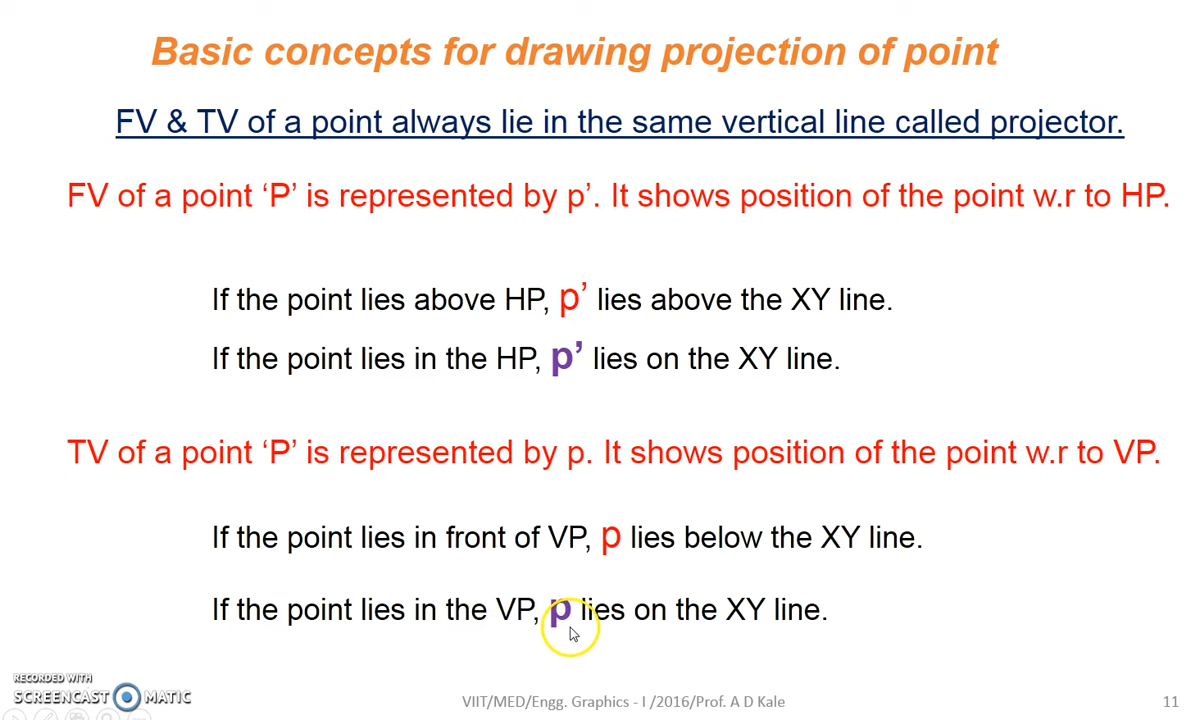 Basic concepts for drawing projection of point
FV & TV of a point always lie in the same vertical line called projector.
FV of a point ‘P’ is represented by p’. It shows position of the point w.r to HP.
If the point lies above HP, p’ lies above the XY line.
If the point lies in the HP, p’ lies on the XY line.
TV of a point ‘P’ is represented by p. It shows position of the point w.r to VP.
If the point lies in front of VP, p lies below the XY line.
If the point lies in the VP, p lies on the XY line.
RECORDED WITH
SCREENCAST MATIC
VIIT/MED/Engg. Graphics - I /2016/Prof. A D Kale
11